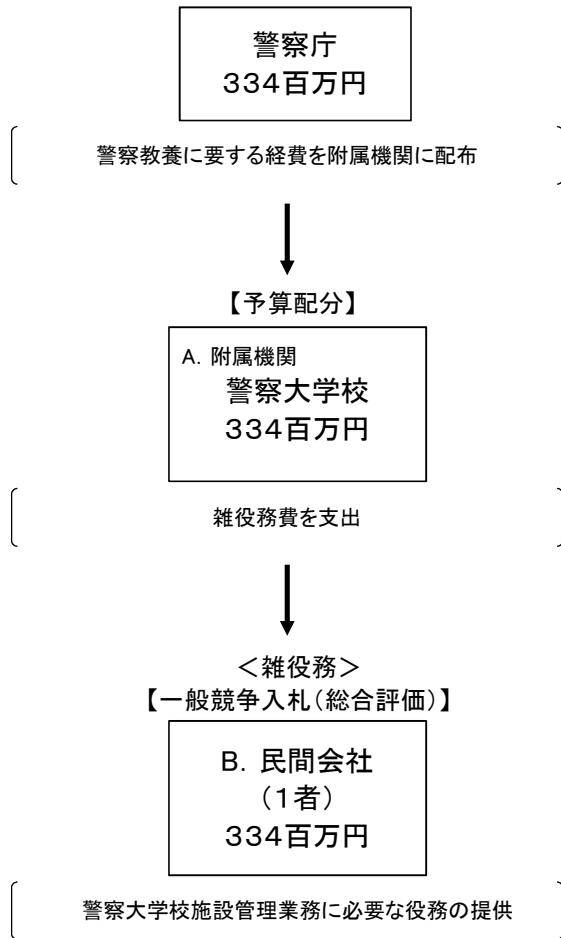 警察庁
334百万円
警察教養に要する経費を附属機関に配布
【予算配分】
A. 附属機関
警察大学校
334百万円
雑役務費を支出
＜雑役務＞
【一般競争入札（総合評価）】
B. 民間会社
（１者）
334百万円
警察大学校施設管理業務に必要な役務の提供